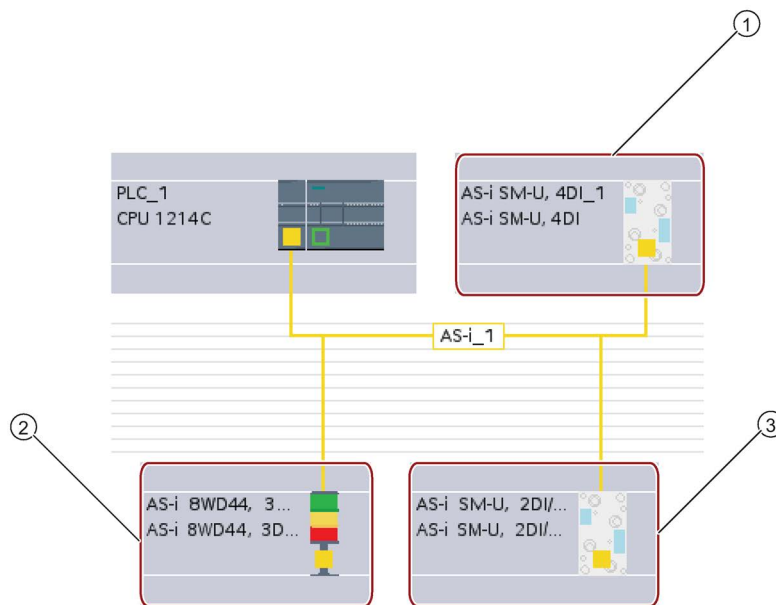 ①
PLC_1
CPU 1214C
AS-i SM-U, 4DI_1
AS-i SM-U, 4DI
AS-i_1
②
③
AS-i 8WD44, 3...
AS-i 8WD44, 3D...
AS-i SM-U, 2DI/...
AS-i SM-U, 2DI/...